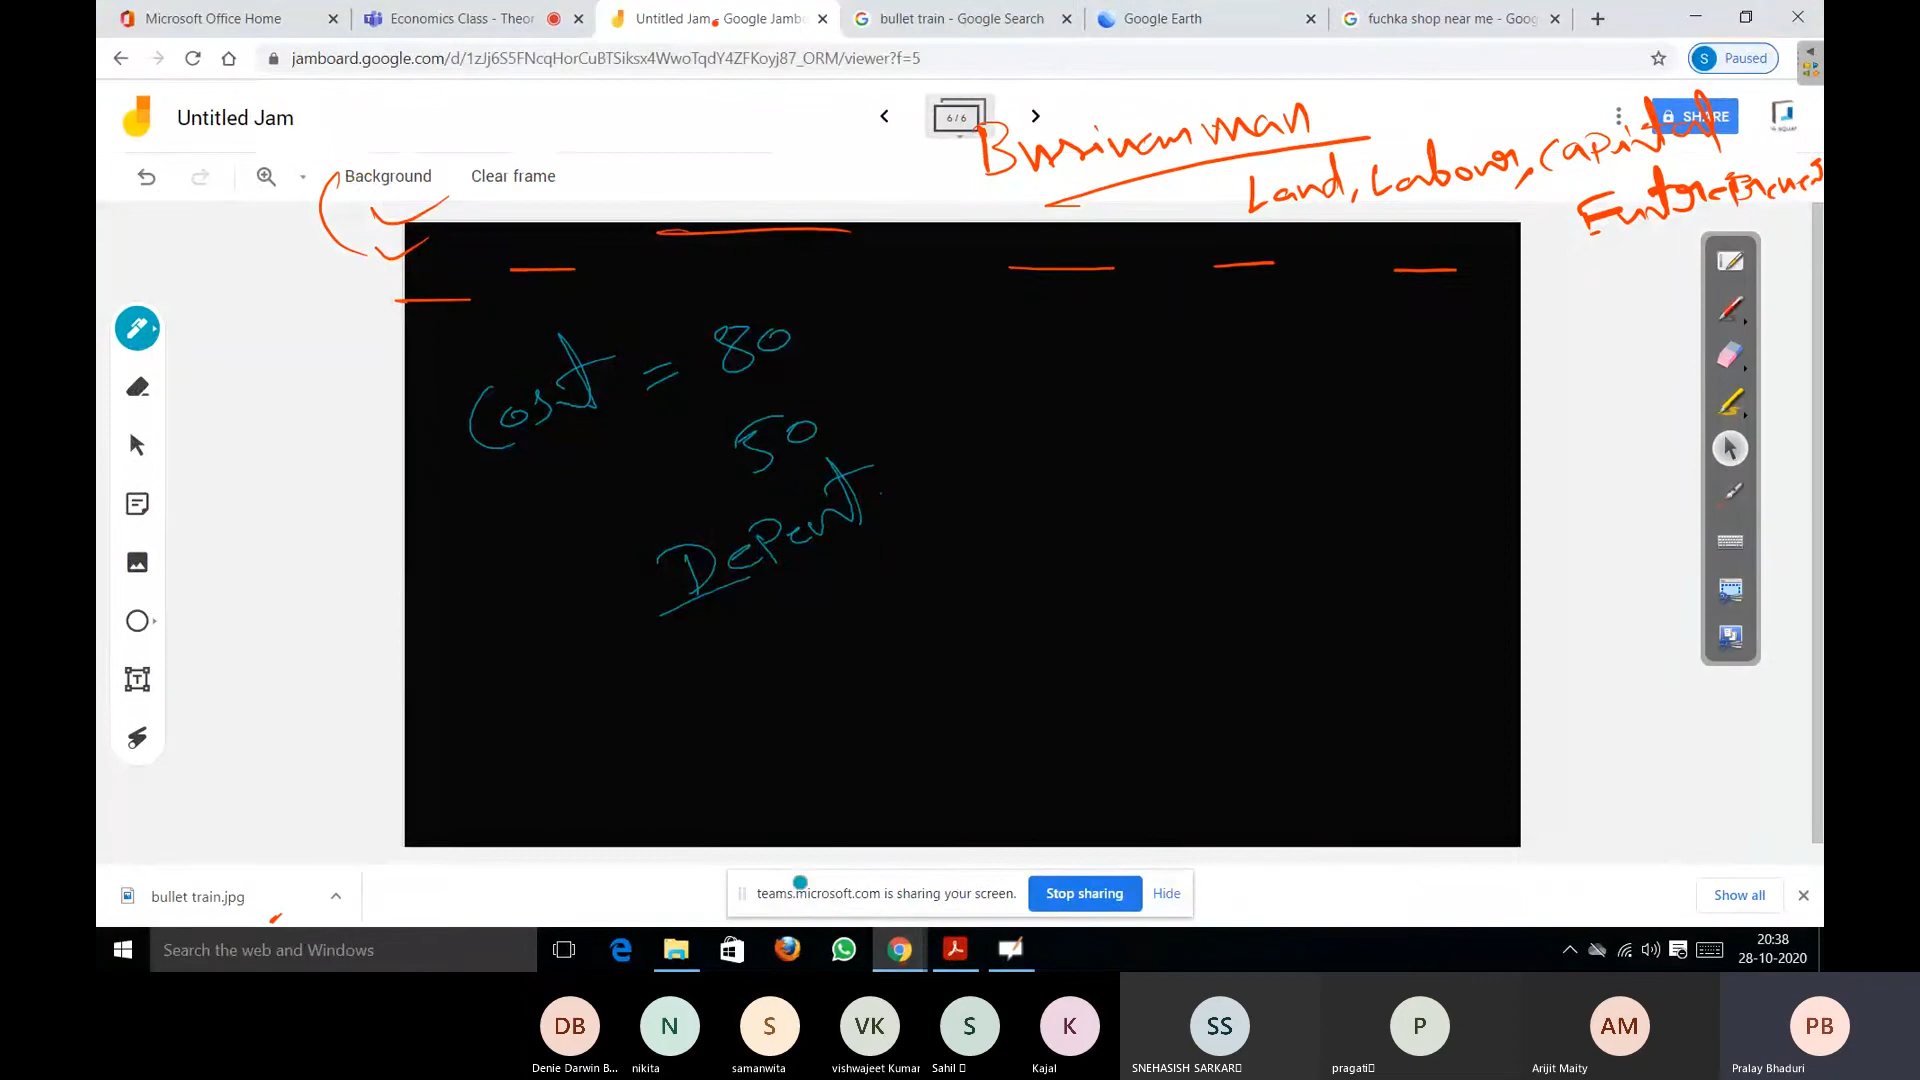 Microsoft Office Home
Economics Class - Theor
Untitled Jam - Google Jambo
bullet train - Google Search
Google Earth
fuchka shop near me - Goog
jamboard.google.com/d/1zJj6S5FNcqHorCuBTSiksx4WwoTqdY4ZFKoyj87_ORM/viewer?f=5
S Paused
Untitled Jam
6 / 6
SHARE
Businessman
Land, Labour, Capital
Background
Clear frame
Cost = 80
50
bullet train.jpg
teams.microsoft.com is sharing your screen.
Stop sharing
Hide
Show all
Search the web and Windows
20:38
28-10-2020
DB
N
S
VK
S
K
SS
P
AM
PB
Denie Darwin B...
nikita
samanwita
vishwajeet Kumar
Sahil
Kajal
SNEHASISH SARKAR
pragati
Arijit Maity
Pralay Bhaduri